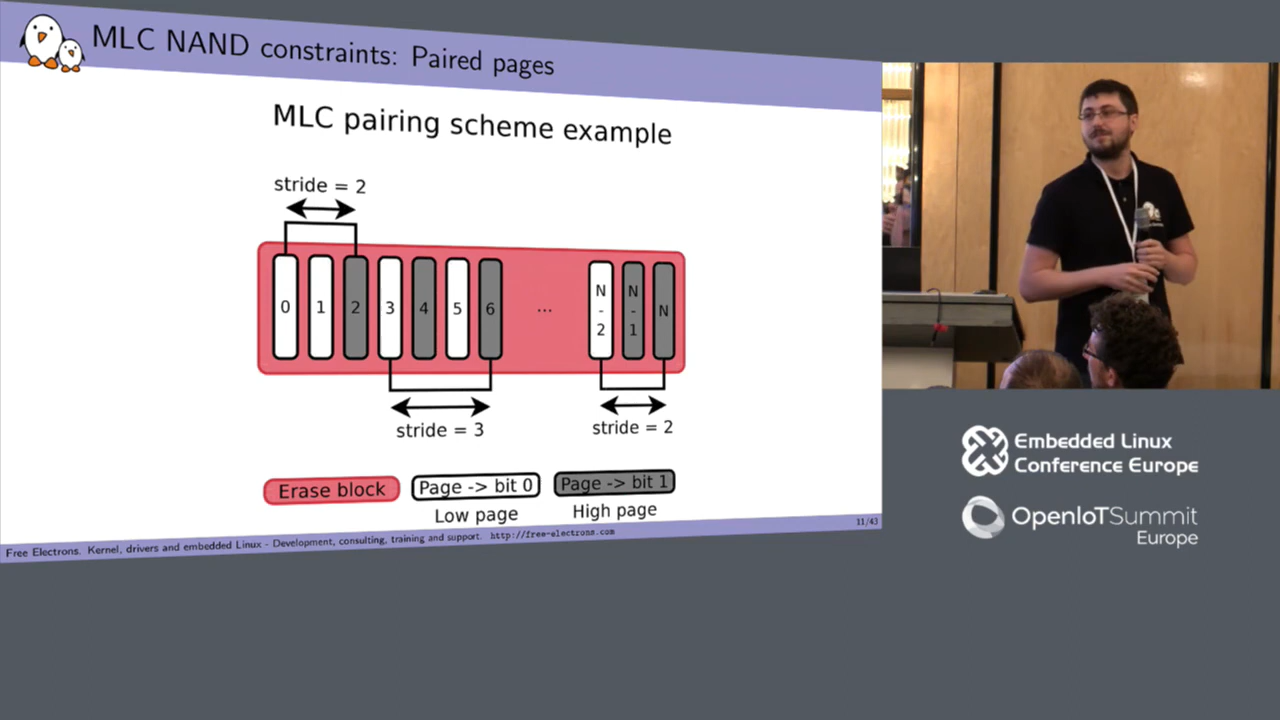 MLC NAND constraints: Paired pages
MLC pairing scheme example
stride = 2
0 1 2 3 4 5 6 ... N-2 N-1 N
stride = 3
stride = 2
Erase block
Page -> bit 0
Page -> bit 1
Low page
High page
11/43
Free Electrons. Kernel, drivers and embedded Linux - Development, consulting, training and support. http://free-electrons.com
Embedded Linux
Conference Europe
OpenIoTSummit
Europe